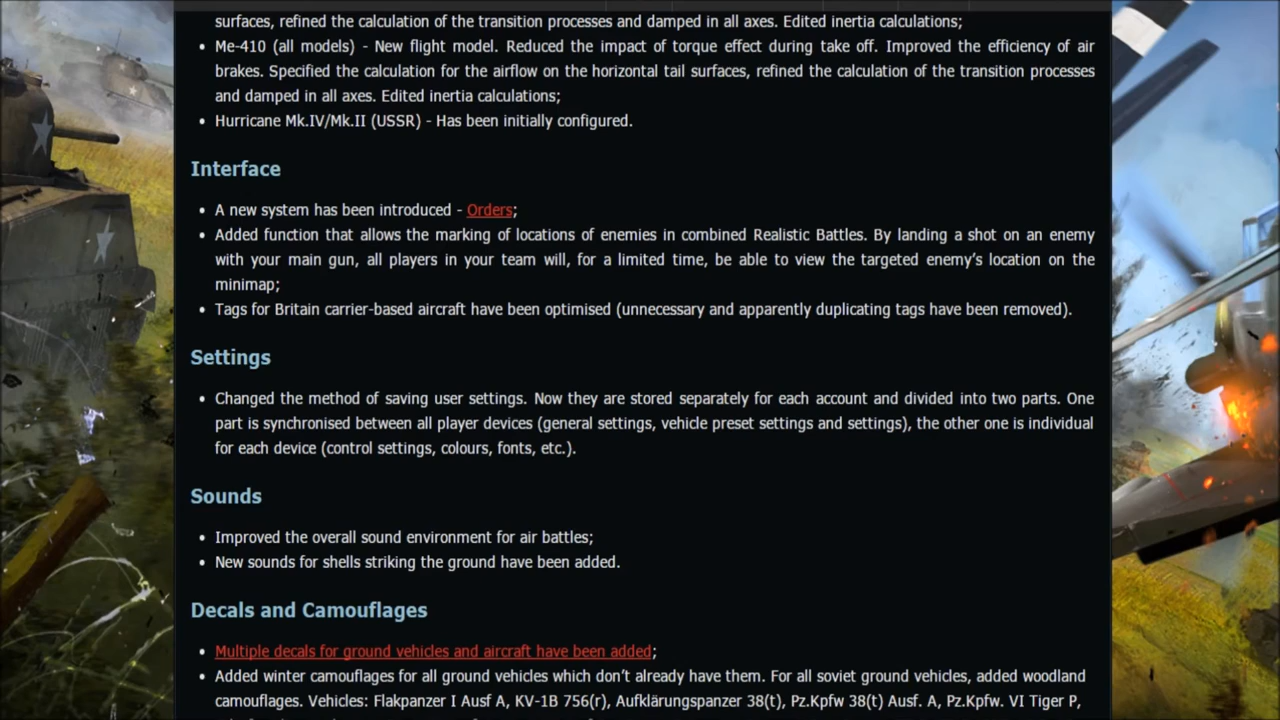 surfaces, refined the calculation of the transition processes and damped in all axes. Edited inertia calculations;
• Me-410 (all models) - New flight model. Reduced the impact of torque effect during take off. Improved the efficiency of air
brakes. Specified the calculation for the airflow on the horizontal tail surfaces, refined the calculation of the transition processes
and damped in all axes. Edited inertia calculations;
• Hurricane Mk.IV/Mk.II (USSR) - Has been initially configured.
Interface
• A new system has been introduced - Orders;
• Added function that allows the marking of locations of enemies in combined Realistic Battles. By landing a shot on an enemy
with your main gun, all players in your team will, for a limited time, be able to view the targeted enemy's location on the
minimap;
• Tags for Britain carrier-based aircraft have been optimised (unnecessary and apparently duplicating tags have been removed).
Settings
• Changed the method of saving user settings. Now they are stored separately for each account and divided into two parts. One
part is synchronised between all player devices (general settings, vehicle preset settings and settings), the other one is individual
for each device (control settings, colours, fonts, etc.).
Sounds
• Improved the overall sound environment for air battles;
• New sounds for shells striking the ground have been added.
Decals and Camouflages
• Multiple decals for ground vehicles and aircraft have been added;
• Added winter camouflages for all ground vehicles which don't already have them. For all soviet ground vehicles, added woodland
camouflages. Vehicles: Flakpanzer I Ausf A, KV-1B 756(r), Aufklärungspanzer 38(t), Pz.Kpfw 38(t) Ausf. A, Pz.Kpfw. VI Tiger P,